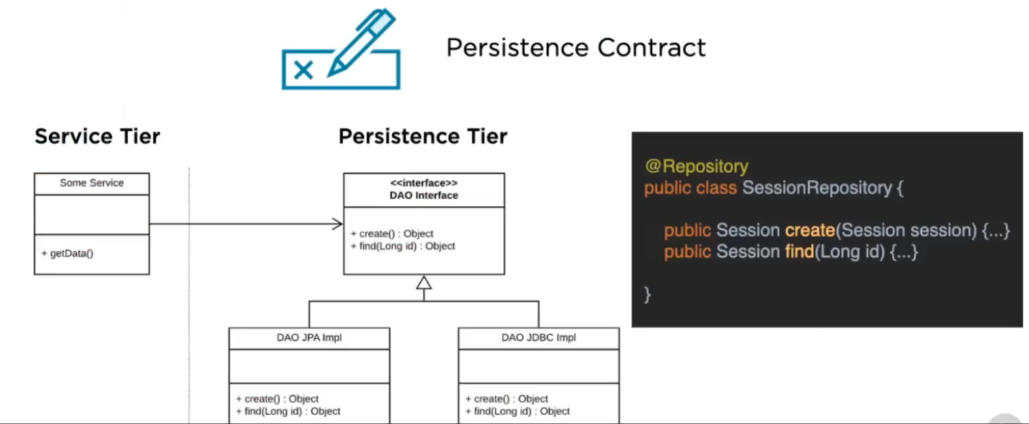 Persistence Contract
Service Tier
Persistence Tier
Some Service
+ getData()
<<interface>>
DAO Interface
+ create() : Object
+ find(Long id) : Object
DAO JPA Impl
+ create() : Object
+ find(Long id) : Object
DAO JDBC Impl
+ create() : Object
+ find(Long id) : Object
@Repository
public class SessionRepository {
public Session create(Session session) {...}
public Session find(Long id) {...}
}